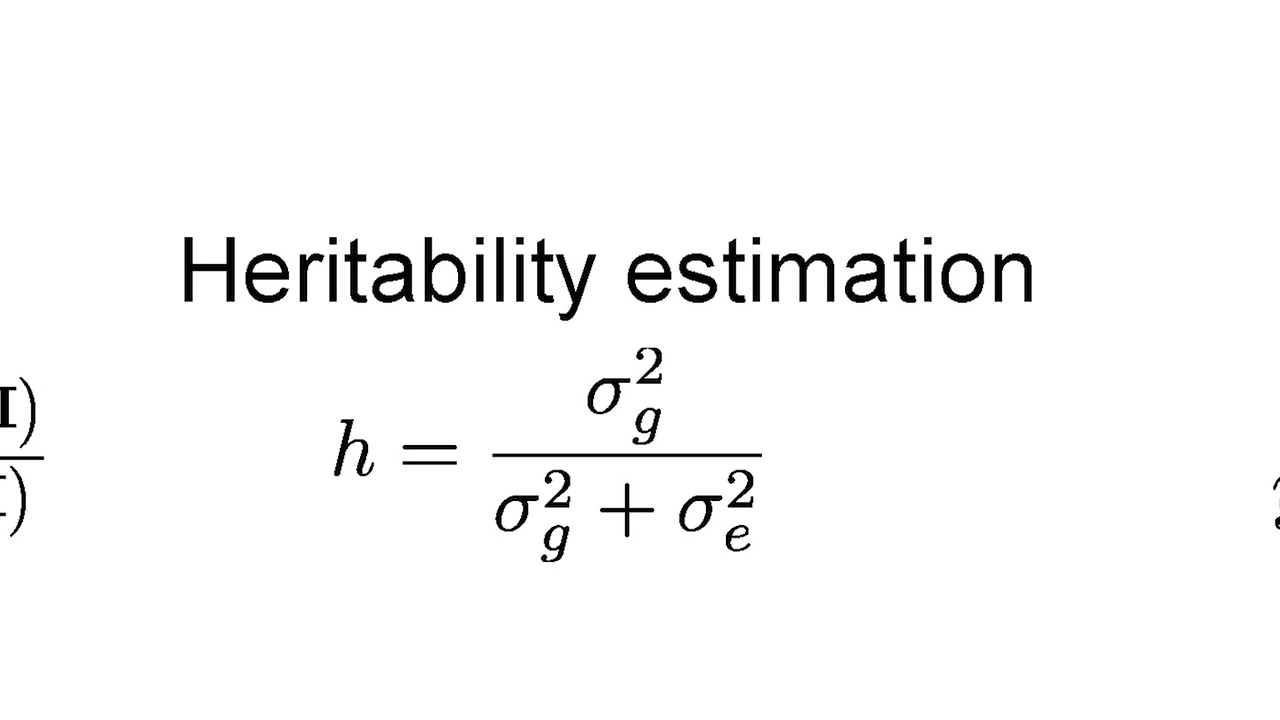 Heritability estimation
I)
h = σ_g^2 / (σ_g^2 + σ_e^2)